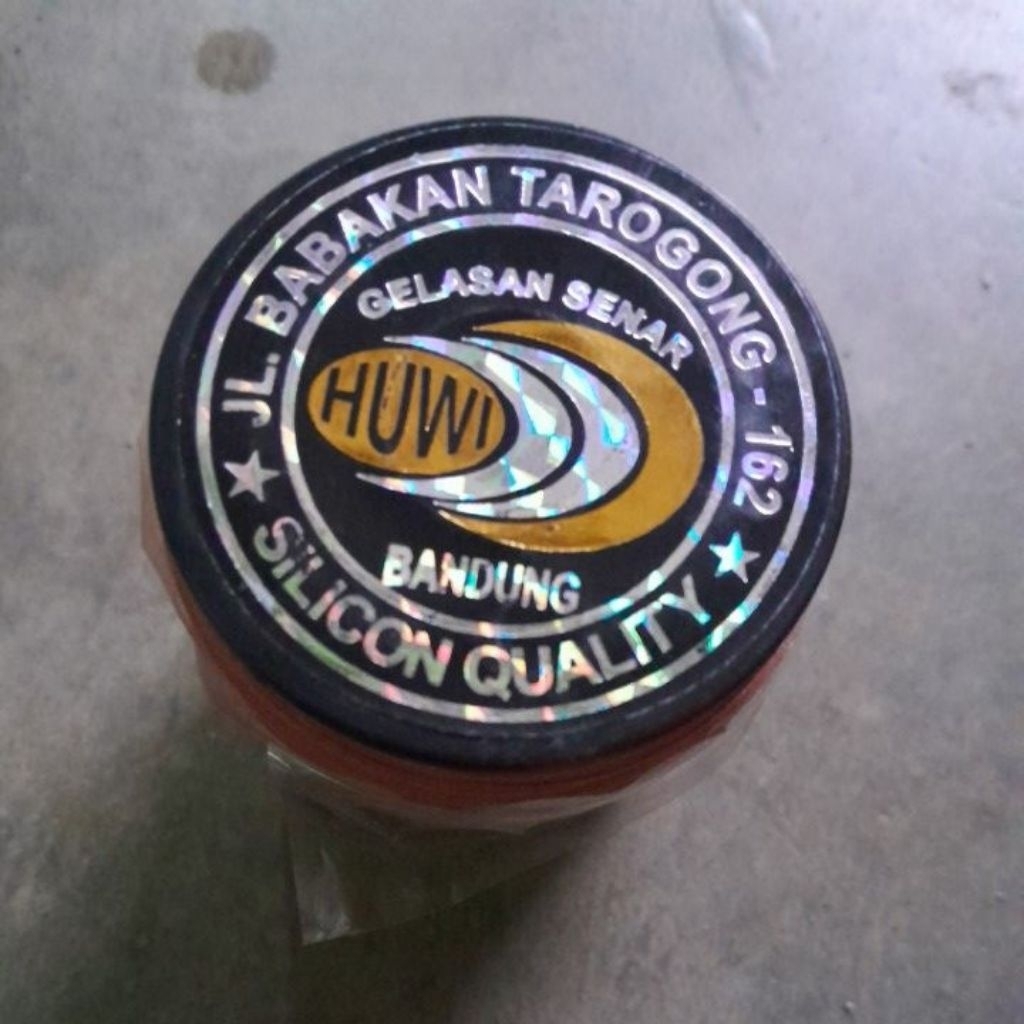 JL. BABAKAN TAROGONG - 162
GELASAN SENAR
HUWI
BANDUNG
SILICON QUALITY